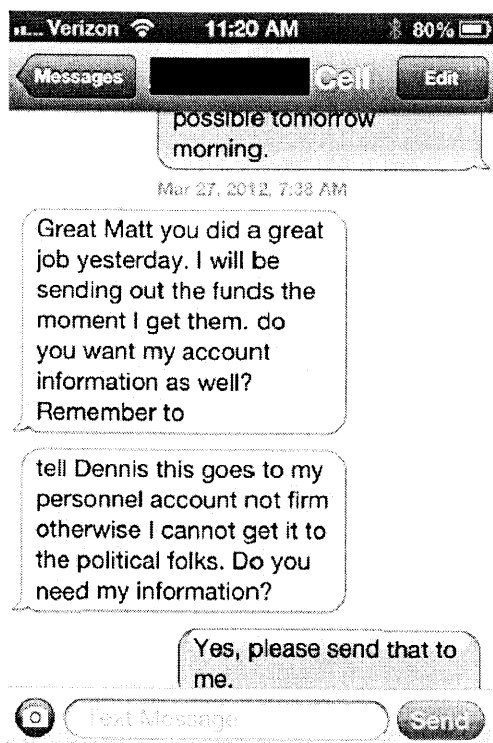 Verizon 11:20 AM 80%
Messages Cell Edit
possible tomorrow
morning.
Mar 27, 2012, 7:38 AM
Great Matt you did a great
job yesterday. I will be
sending out the funds the
moment I get them. do
you want my account
information as well?
Remember to
tell Dennis this goes to my
personnel account not firm
otherwise I cannot get it to
the political folks. Do you
need my information?
Yes, please send that to
me.
Text Message Send